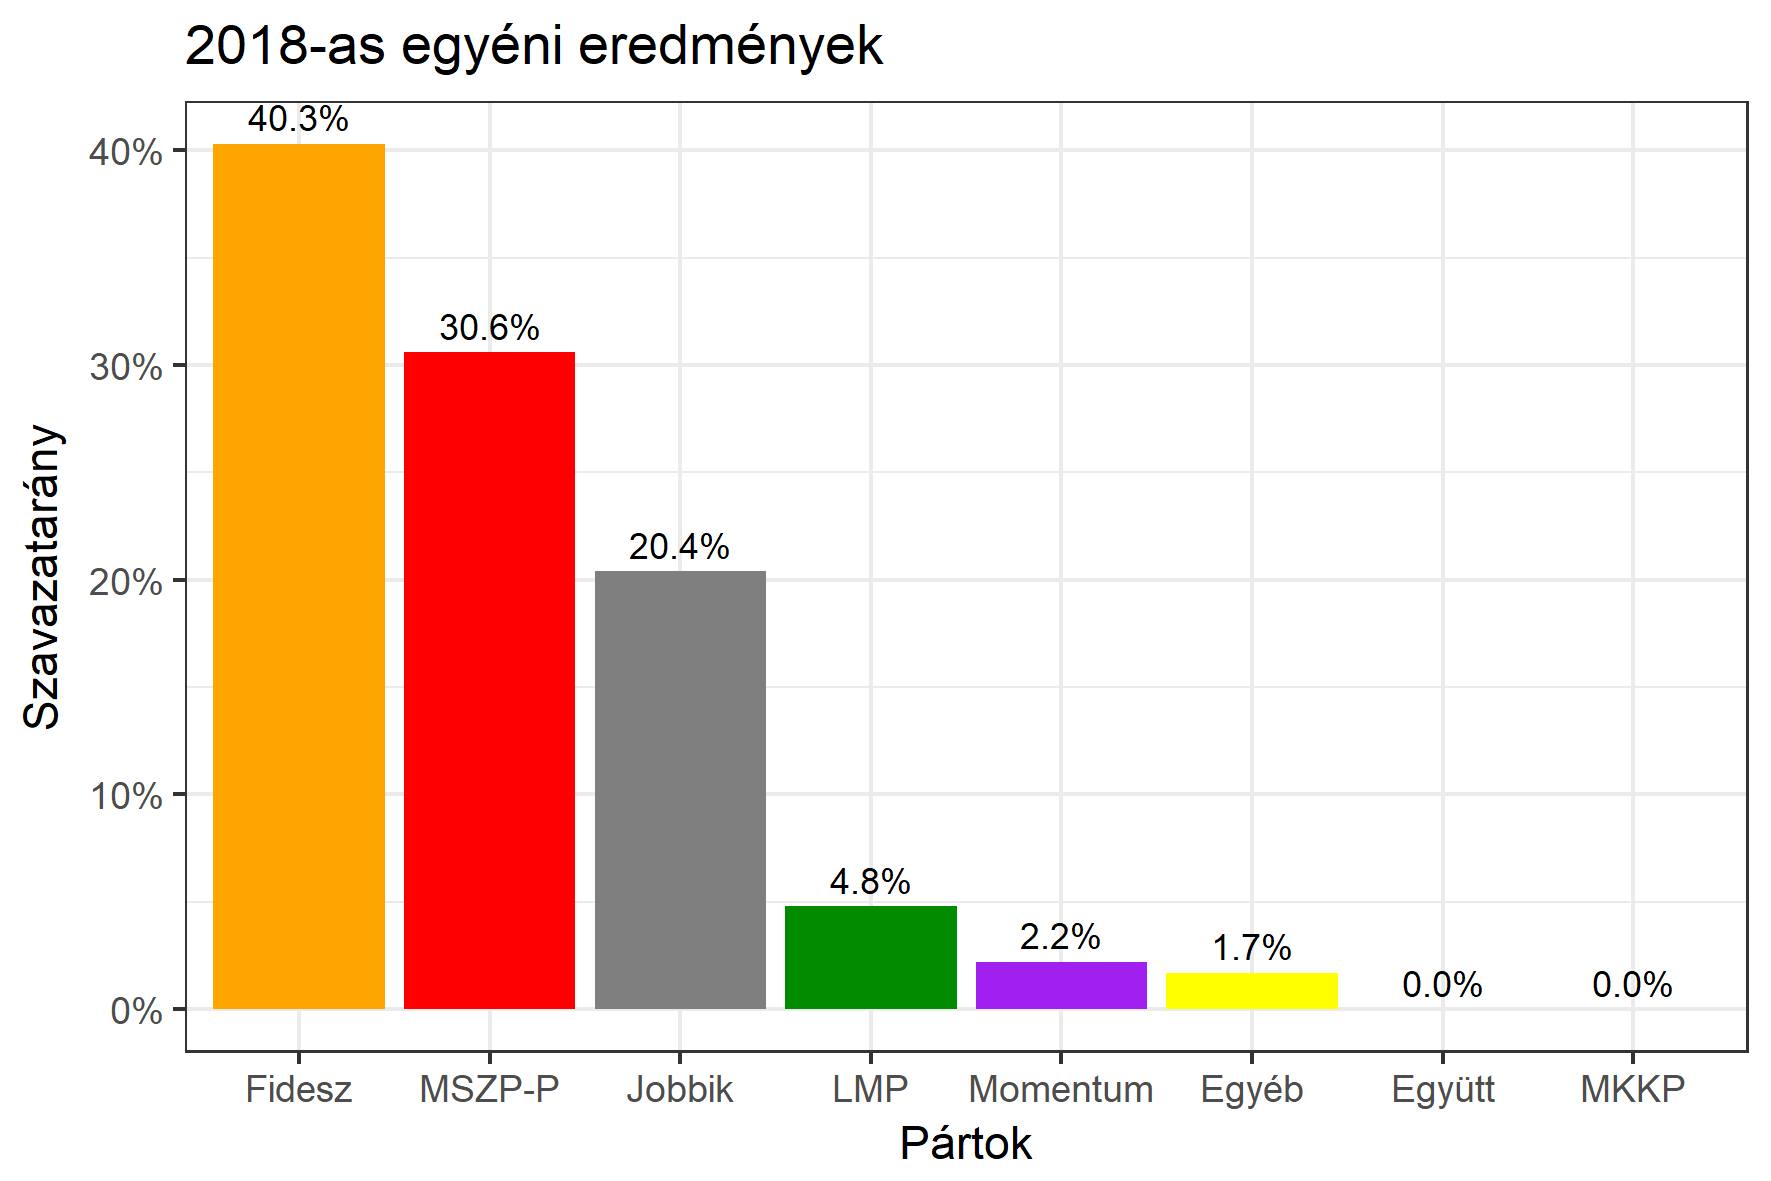 2018-as egyéni eredmények
40.3%
30.6%
20.4%
4.8%
2.2%
1.7%
0.0%
0.0%
40%
30%
20%
10%
0%
Szavazatarány
Fidesz
MSZP-P
Jobbik
LMP
Momentum
Egyéb
Együtt
MKKP
Pártok